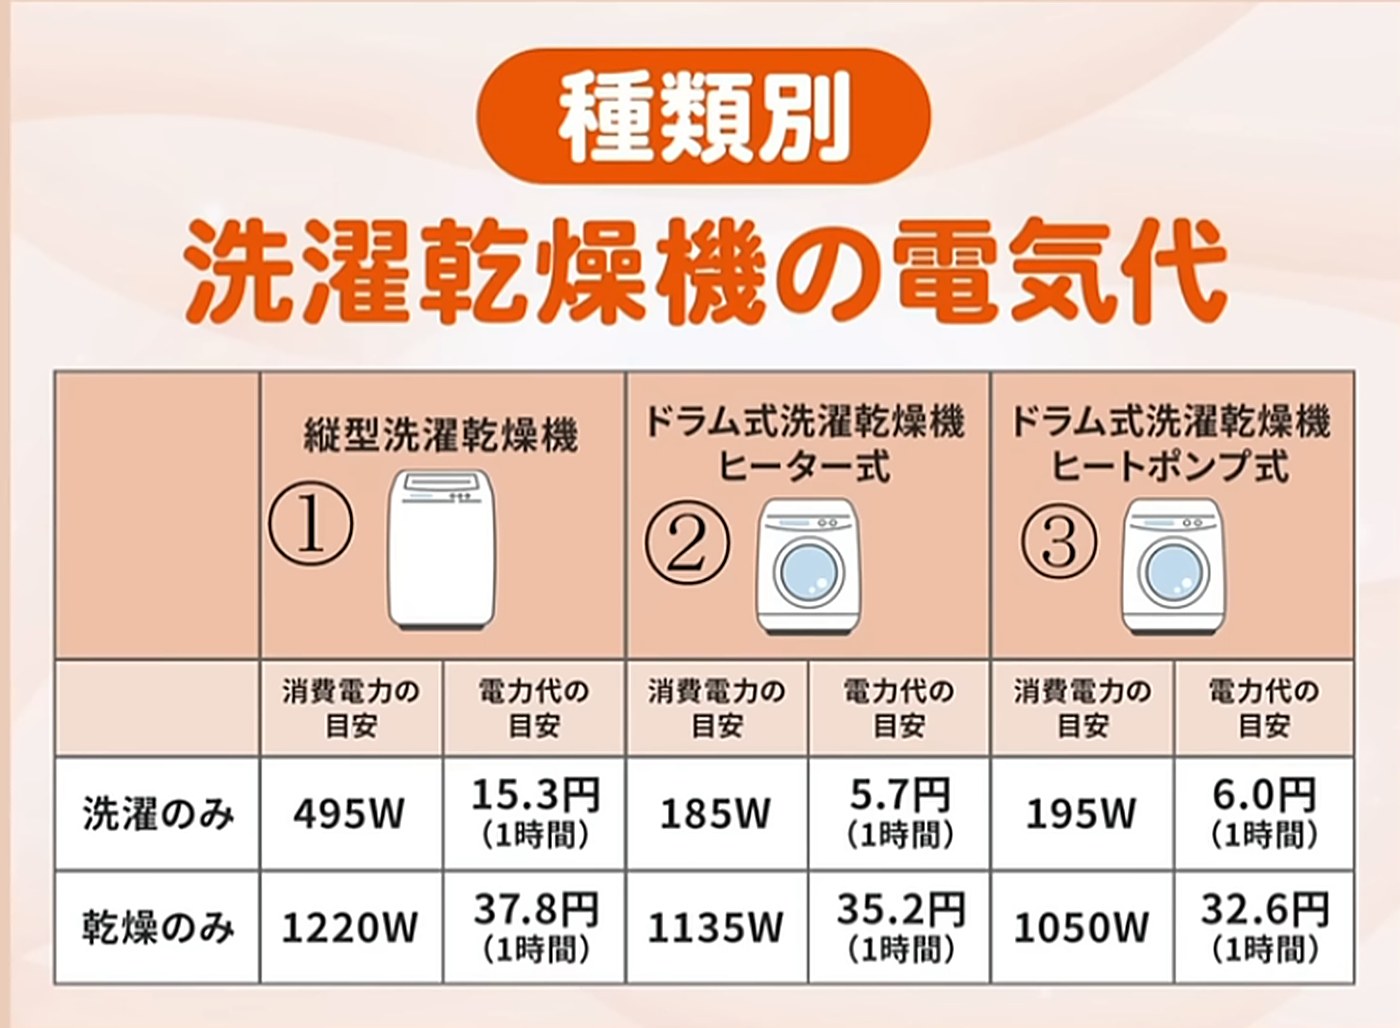 種類別
洗濯乾燥機の電気代
縦型洗濯乾燥機
①
ドラム式洗濯乾燥機
ヒーター式
②
ドラム式洗濯乾燥機
ヒートポンプ式
③
消費電力の
目安
電力代の
目安
消費電力の
目安
電力代の
目安
消費電力の
目安
電力代の
目安
洗濯のみ
495W
15.3円
（1時間）
185W
5.7円
（1時間）
195W
6.0円
（1時間）
乾燥のみ
1220W
37.8円
（1時間）
1135W
35.2円
（1時間）
1050W
32.6円
（1時間）